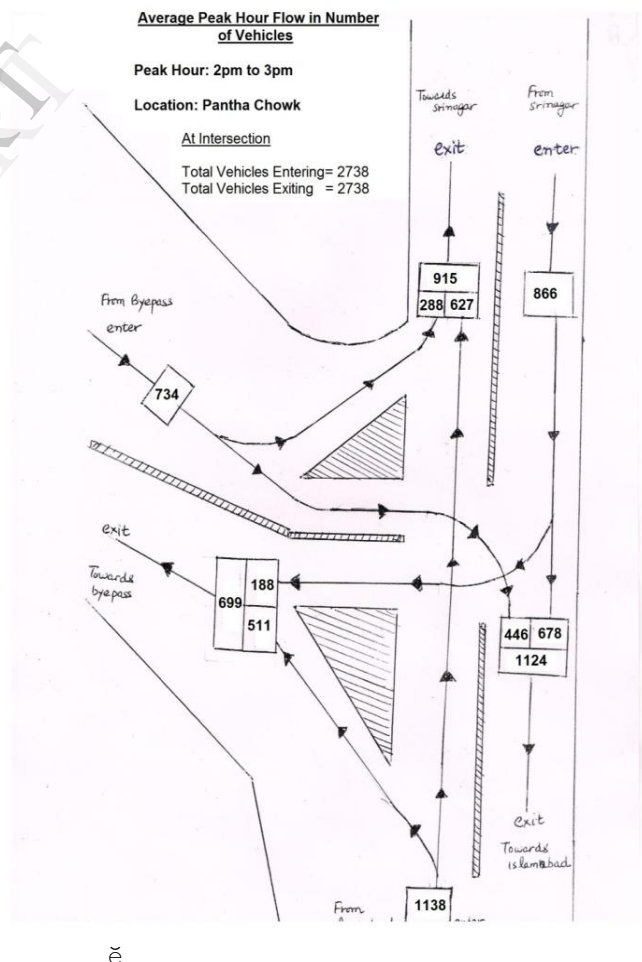 Average Peak Hour Flow in Number
of Vehicles
Peak Hour: 2pm to 3pm
Location: Pantha Chowk
At Intersection
Total Vehicles Entering= 2738
Total Vehicles Exiting = 2738
Towards
srinagar
exit
From
srinagar
enter
915
288 627
866
From Byepass
enter
734
exit
Towards
byepass
699
188
511
446 678
1124
exit
Towards
islamabad
From
1138